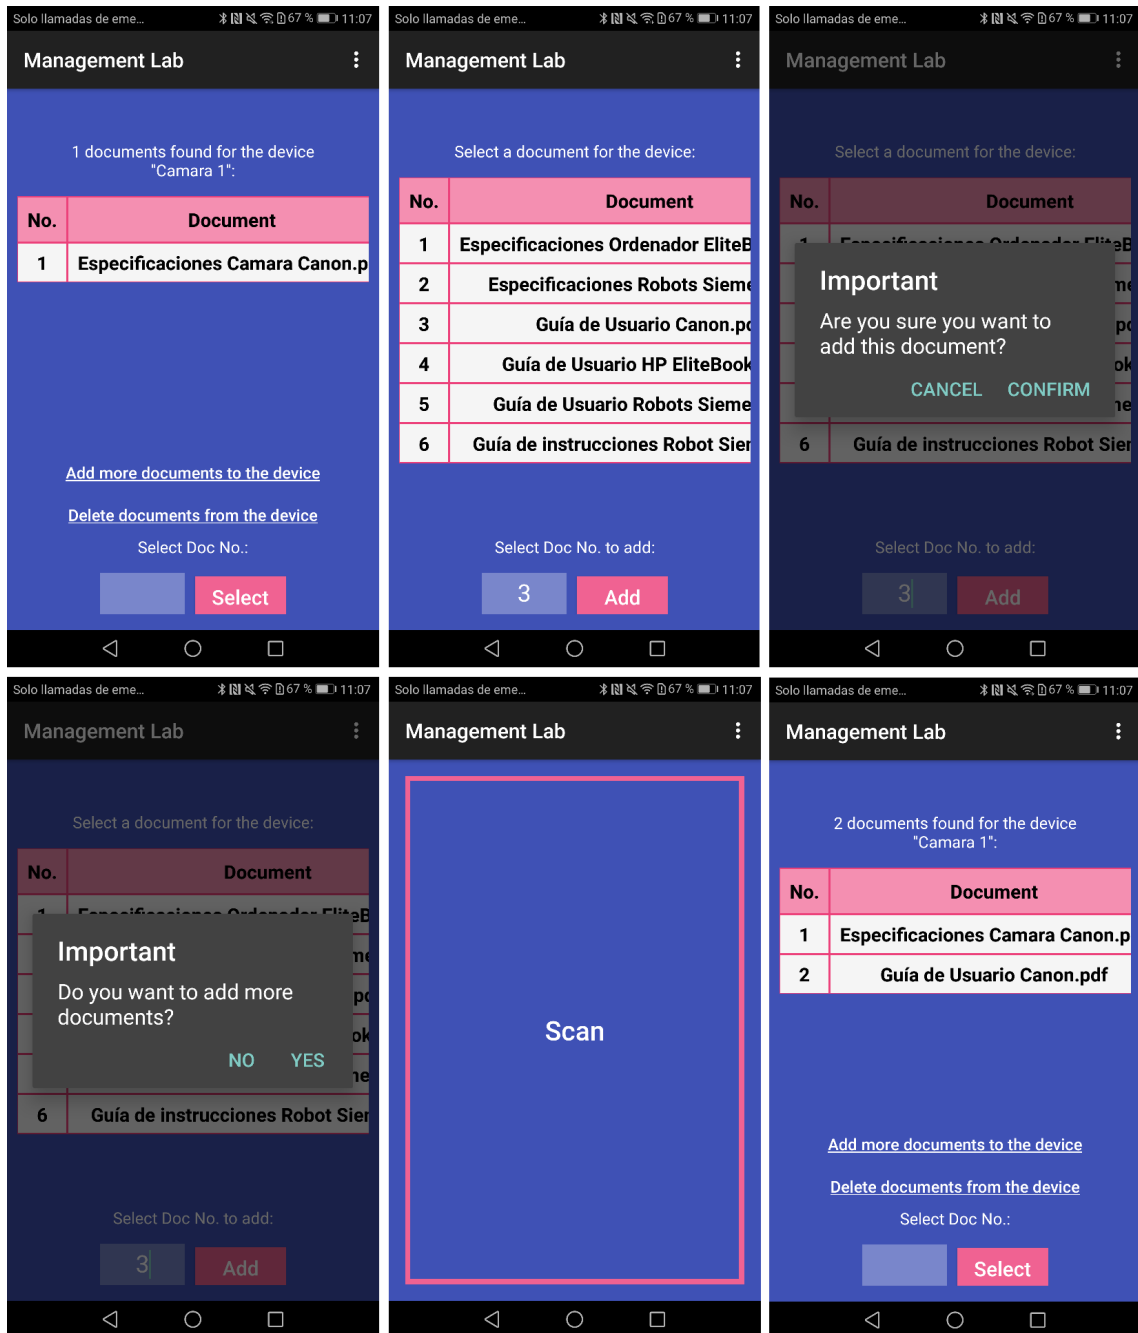 Solo llamadas de eme... 67 % 11:07
Management Lab
1 documents found for the device
"Camara 1":
No. Document
1 Especificaciones Camara Canon.p
Add more documents to the device
Delete documents from the device
Select Doc No.:
Select
Solo llamadas de eme... 67 % 11:07
Management Lab
Select a document for the device:
No. Document
1 Especificaciones Ordenador EliteB
2 Especificaciones Robots Sieme
3 Guía de Usuario Canon.pd
4 Guía de Usuario HP EliteBook
5 Guía de Usuario Robots Sieme
6 Guía de instrucciones Robot Sier
Select Doc No. to add:
3 Add
Solo llamadas de eme... 67 % 11:07
Management Lab
Select a document for the device:
No. Document
1 Especificaciones Ordenador EliteB
Important
Are you sure you want to
add this document?
CANCEL CONFIRM
6 Guía de instrucciones Robot Sier
Select Doc No. to add:
3 Add
Solo llamadas de eme... 67 % 11:07
Management Lab
Select a document for the device:
No. Document
1 Especificaciones Ordenador EliteB
Important
Do you want to add more
documents?
NO YES
6 Guía de instrucciones Robot Sier
Select Doc No. to add:
3 Add
Solo llamadas de eme... 67 % 11:07
Management Lab
Scan
Solo llamadas de eme... 67 % 11:07
Management Lab
2 documents found for the device
"Camara 1":
No. Document
1 Especificaciones Camara Canon.p
2 Guía de Usuario Canon.pdf
Add more documents to the device
Delete documents from the device
Select Doc No.:
Select